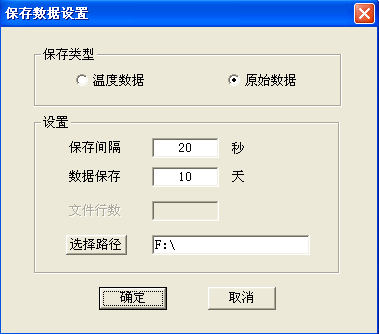 保存数据设置
保存类型
温度数据 原始数据
设置
保存间隔 20 秒
数据保存 10 天
文件行数
选择路径 F:\
确定 取消